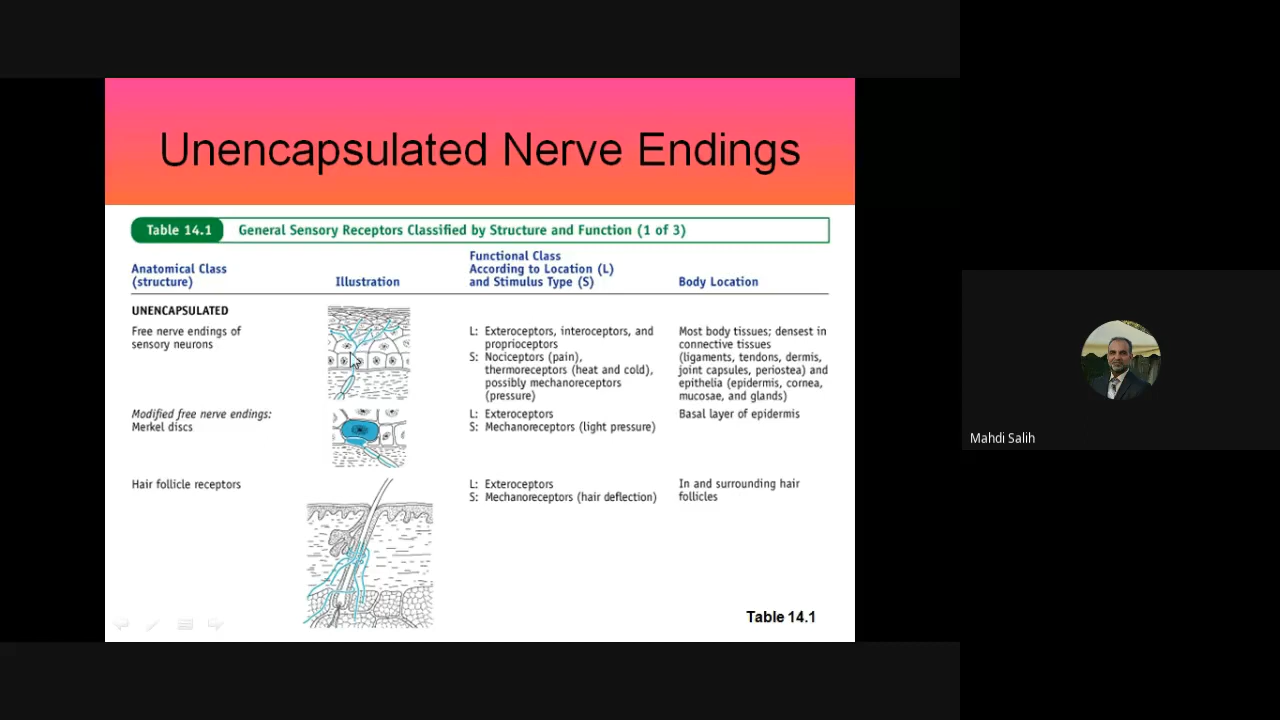 Unencapsulated Nerve Endings
Table 14.1 General Sensory Receptors Classified by Structure and Function (1 of 3)
Anatomical Class
(structure)
Illustration
Functional Class
According to Location (L)
and Stimulus Type (S)
Body Location
UNENCAPSULATED
Free nerve endings of
sensory neurons
L: Exteroceptors, interoceptors, and
proprioceptors
S: Nociceptors (pain),
thermoreceptors (heat and cold),
possibly mechanoreceptors
(pressure)
Most body tissues; densest in
connective tissues
(ligaments, tendons, dermis,
joint capsules, periostea) and
epithelia (epidermis, cornea,
mucosae, and glands)
Modified free nerve endings:
Merkel discs
L: Exteroceptors
S: Mechanoreceptors (light pressure)
Basal layer of epidermis
Hair follicle receptors
L: Exteroceptors
S: Mechanoreceptors (hair deflection)
In and surrounding hair
follicles
Table 14.1
Mahdi Salih